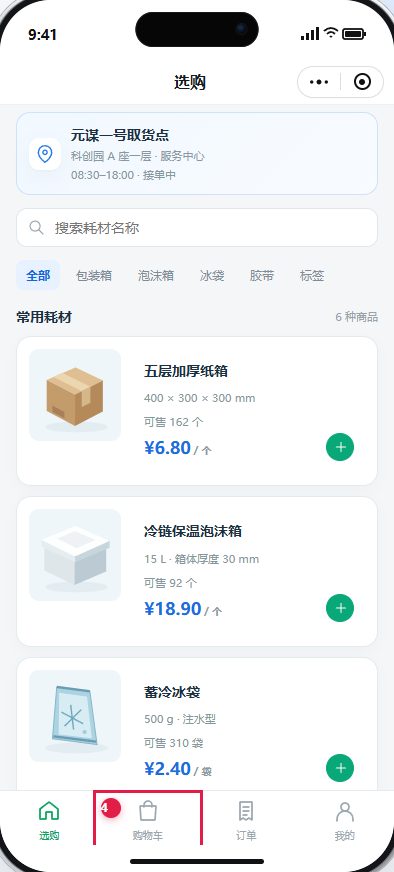 9:41
选购
元谋一号取货点
科创园 A 座一层 · 服务中心
08:30–18:00 · 接单中
搜索耗材名称
全部 包装箱 泡沫箱 冰袋 胶带 标签
常用耗材 6 种商品
五层加厚纸箱
400 × 300 × 300 mm
可售 162 个
¥6.80 / 个
冷链保温泡沫箱
15 L · 箱体厚度 30 mm
可售 92 个
¥18.90 / 个
蓄冷冰袋
500 g · 注水型
可售 310 袋
¥2.40 / 袋
4
选购 购物车 订单 我的